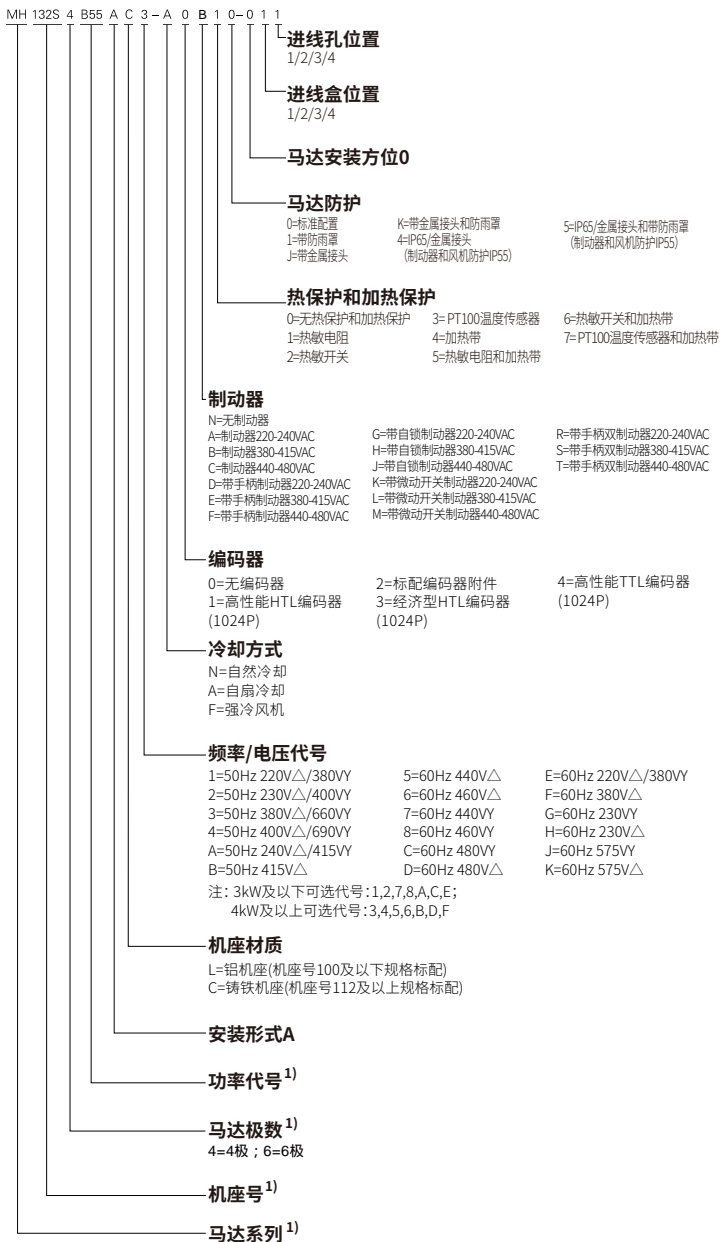 MH 132S 4 B55 A C 3-A 0 B 1 0-0 1 1
进线孔位置
1/2/3/4
进线盒位置
1/2/3/4
马达安装方位0
马达防护
0=标准配置 K=带金属接头和防雨罩 5=IP65/金属接头和带防雨罩
1=带防雨罩 4=IP65/金属接头 (制动器和风机防护IP55)
J=带金属接头 (制动器和风机防护IP55)
热保护和加热保护
0=无热保护和加热保护 3=PT100温度传感器 6=热敏开关和加热带
1=热敏电阻 4=加热带 7=PT100温度传感器和加热带
2=热敏开关 5=热敏电阻和加热带
制动器
N=无制动器
A=制动器220-240VAC G=带自锁制动器220-240VAC R=带手柄双制动器220-240VAC
B=制动器380-415VAC H=带自锁制动器380-415VAC S=带手柄双制动器380-415VAC
C=制动器440-480VAC J=带自锁制动器440-480VAC T=带手柄双制动器440-480VAC
D=带手柄制动器220-240VAC K=带微动开关制动器220-240VAC
E=带手柄制动器380-415VAC L=带微动开关制动器380-415VAC
F=带手柄制动器440-480VAC M=带微动开关制动器440-480VAC
编码器
0=无编码器 2=标配编码器附件 4=高性能TTL编码器
1=高性能HTL编码器 3=经济型HTL编码器 (1024P)
(1024P) (1024P)
冷却方式
N=自然冷却
A=自扇冷却
F=强冷风机
频率/电压代号
1=50Hz 220V△/380VY 5=60Hz 440V△ E=60Hz 220V△/380VY
2=50Hz 230V△/400VY 6=60Hz 460V△ F=60Hz 380V△
3=50Hz 380V△/660VY 7=60Hz 440VY G=60Hz 230VY
4=50Hz 400V△/690VY 8=60Hz 460VY H=60Hz 230V△
A=50Hz 240V△/415VY C=60Hz 480VY J=60Hz 575VY
B=50Hz 415V△ D=60Hz 480V△ K=60Hz 575V△
注：3kW及以下可选代号:1,2,7,8,A,C,E；
4kW及以上可选代号:3,4,5,6,B,D,F
机座材质
L=铝机座(机座号100及以下规格标配)
C=铸铁机座(机座号112及以上规格标配)
安装形式A
功率代号1)
马达极数1)
4=4极；6=6极
机座号1)
马达系列1)